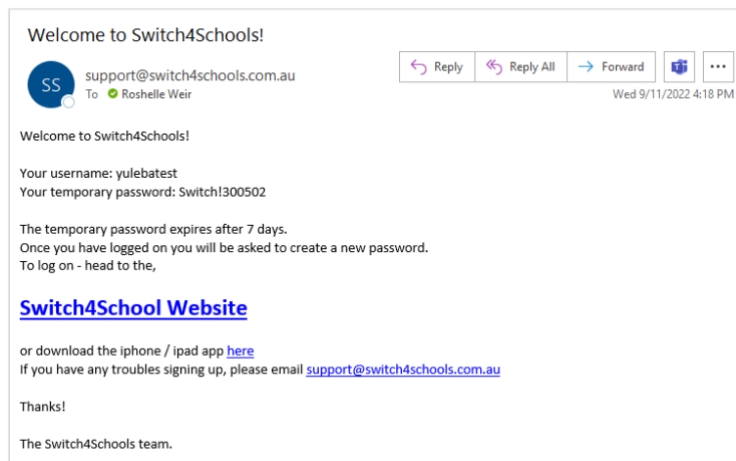 Welcome to Switch4Schools!
SS
support@switch4schools.com.au
To Roshelle Weir
Reply
Reply All
Forward
Wed 9/11/2022 4:18 PM
Welcome to Switch4Schools!
Your username: yulebatest
Your temporary password: Switch!300502
The temporary password expires after 7 days.
Once you have logged on you will be asked to create a new password.
To log on - head to the,
Switch4School Website
or download the iphone / ipad app here
If you have any troubles signing up, please email support@switch4schools.com.au
Thanks!
The Switch4Schools team.